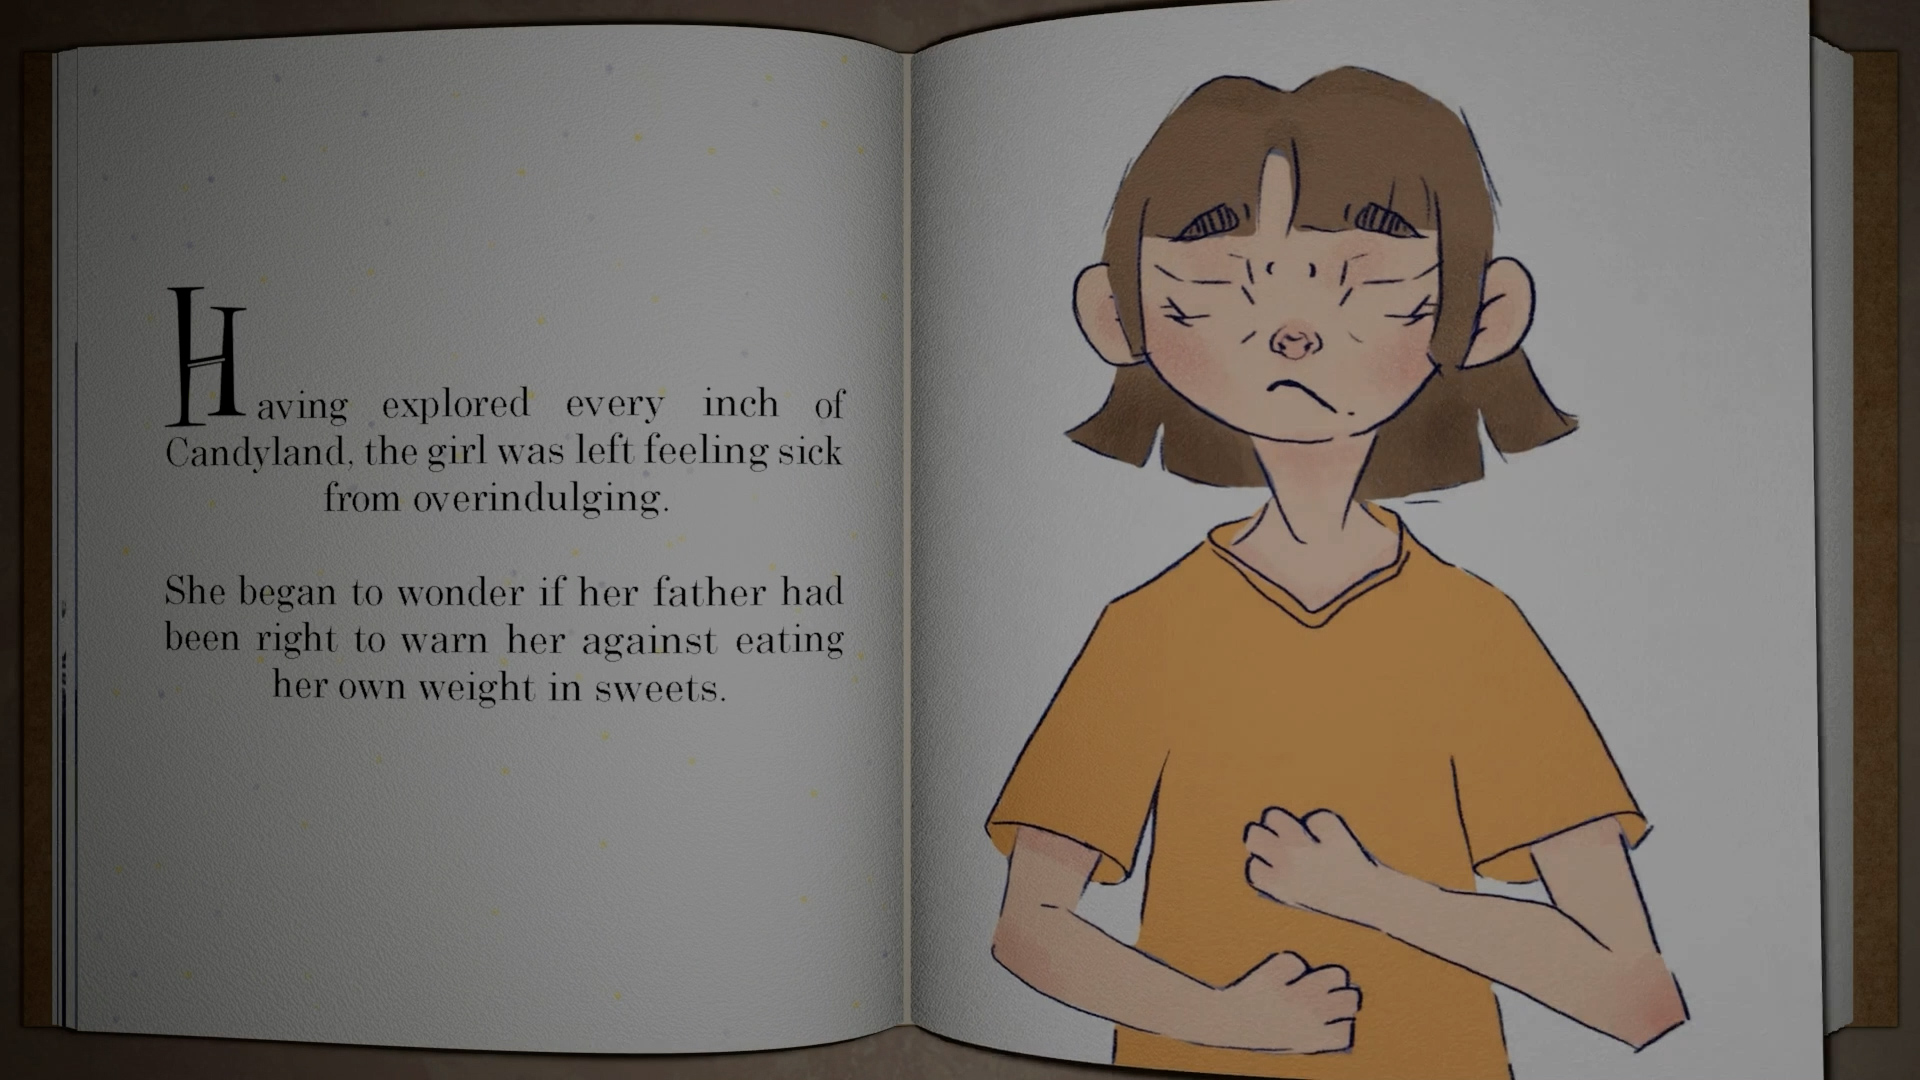 Having explored every inch of
Candyland, the girl was left feeling sick
from overindulging.
She began to wonder if her father had
been right to warn her against eating
her own weight in sweets.